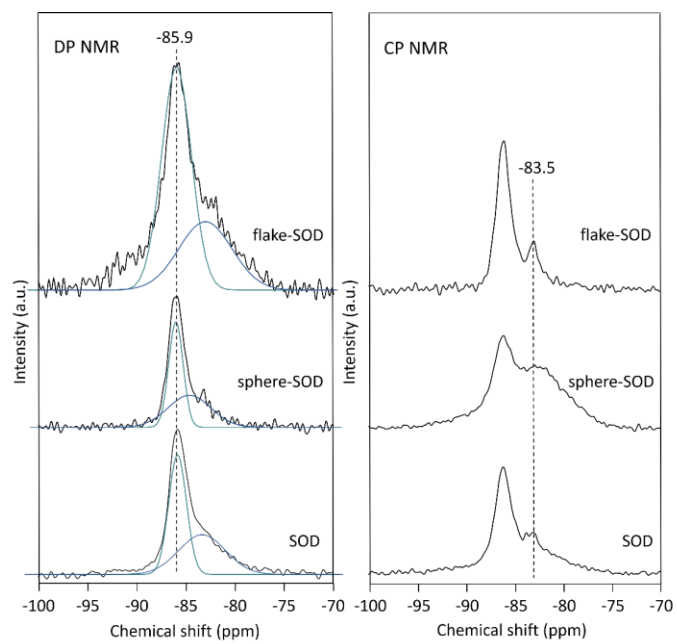 DP NMR
-85.9
flake-SOD
sphere-SOD
SOD
Intensity (a.u.)
-100 -95 -90 -85 -80 -75 -70
Chemical shift (ppm)
CP NMR
-83.5
flake-SOD
sphere-SOD
SOD
Intensity (a.u.)
-100 -95 -90 -85 -80 -75 -70
Chemical shift (ppm)